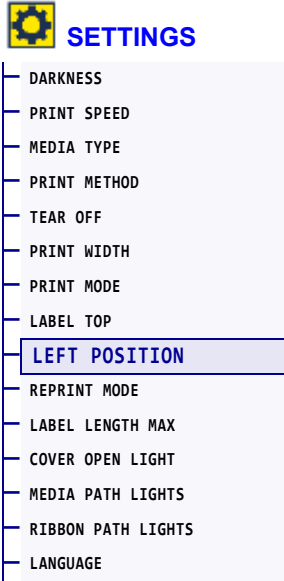 SETTINGS
DARKNESS
PRINT SPEED
MEDIA TYPE
PRINT METHOD
TEAR OFF
PRINT WIDTH
PRINT MODE
LABEL TOP
LEFT POSITION
REPRINT MODE
LABEL LENGTH MAX
COVER OPEN LIGHT
MEDIA PATH LIGHTS
RIBBON PATH LIGHTS
LANGUAGE